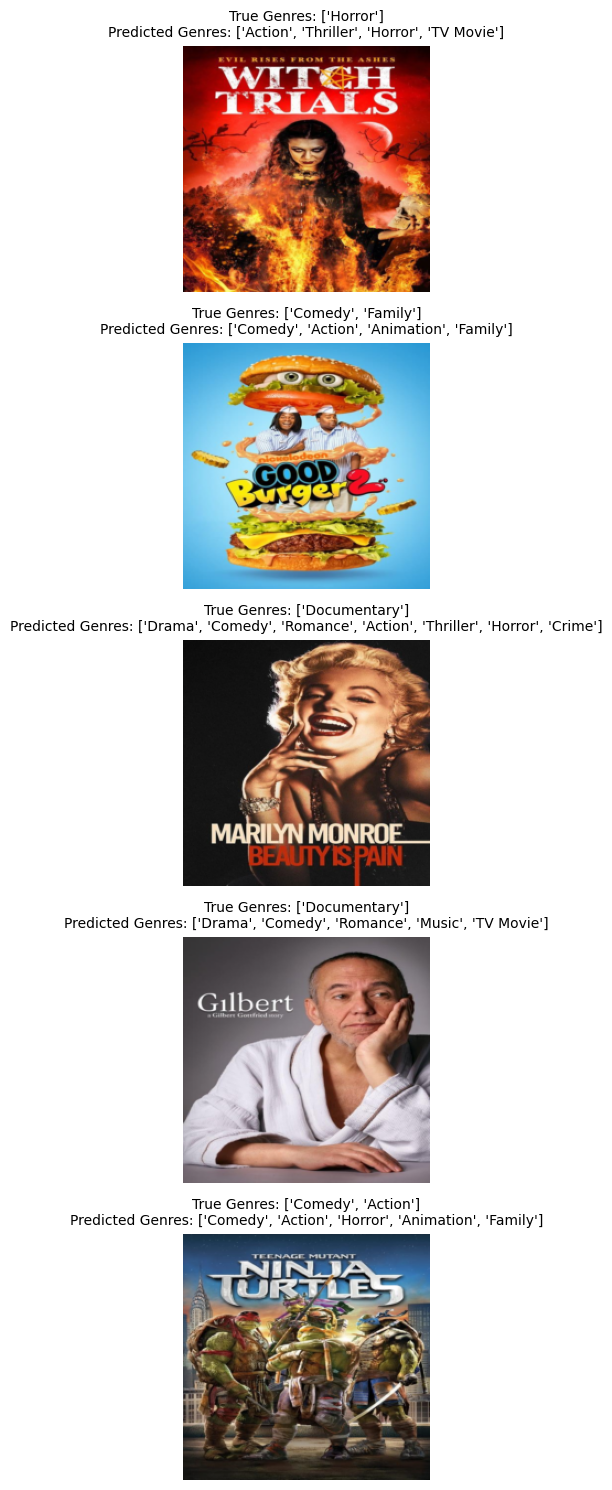 True Genres: ['Horror']
Predicted Genres: ['Action', 'Thriller', 'Horror', 'TV Movie']
EVIL RISES FROM THE ASHES
WITCH
TRIALS
True Genres: ['Comedy', 'Family']
Predicted Genres: ['Comedy', 'Action', 'Animation', 'Family']
nickelodeon
GOOD
Burger 2
True Genres: ['Documentary']
Predicted Genres: ['Drama', 'Comedy', 'Romance', 'Action', 'Thriller', 'Horror', 'Crime']
MARILYN MONROE
BEAUTY IS PAIN
True Genres: ['Documentary']
Predicted Genres: ['Drama', 'Comedy', 'Romance', 'Music', 'TV Movie']
Gilbert
a Gilbert Gottfried story
True Genres: ['Comedy', 'Action']
Predicted Genres: ['Comedy', 'Action', 'Horror', 'Animation', 'Family']
TEENAGE MUTANT
NINJA
TURTLES